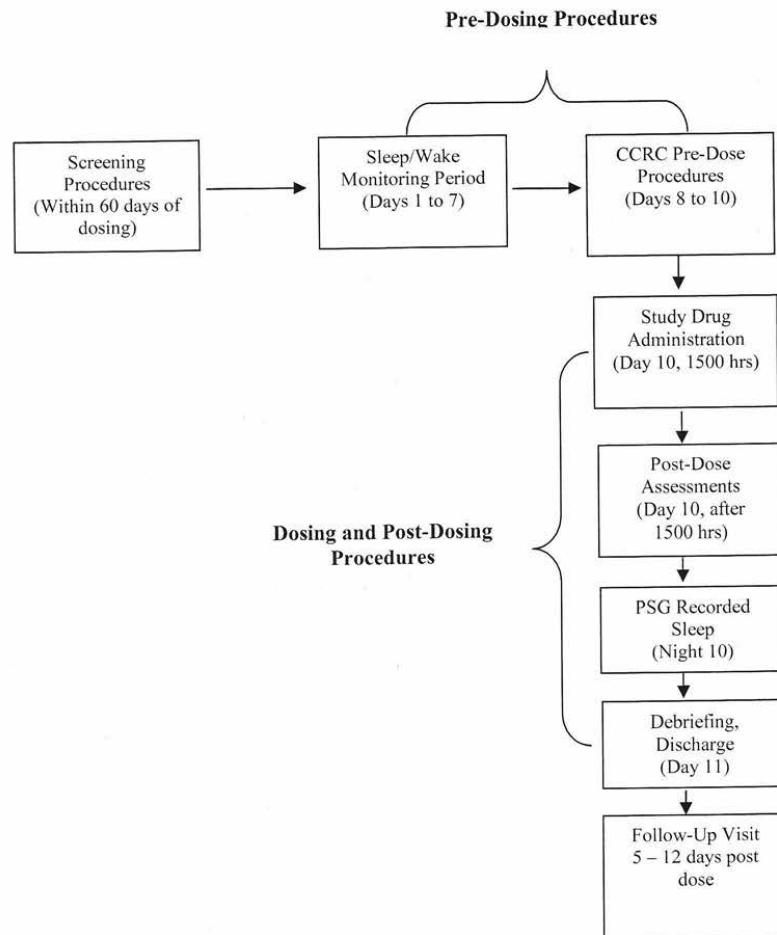 Pre-Dosing Procedures
Screening
Procedures
(Within 60 days of
dosing)
Sleep/Wake
Monitoring Period
(Days 1 to 7)
CCRC Pre-Dose
Procedures
(Days 8 to 10)
Study Drug
Administration
(Day 10, 1500 hrs)
Post-Dose
Assessments
(Day 10, after
1500 hrs)
Dosing and Post-Dosing
Procedures
PSG Recorded
Sleep
(Night 10)
Debriefing,
Discharge
(Day 11)
Follow-Up Visit
5 – 12 days post
dose